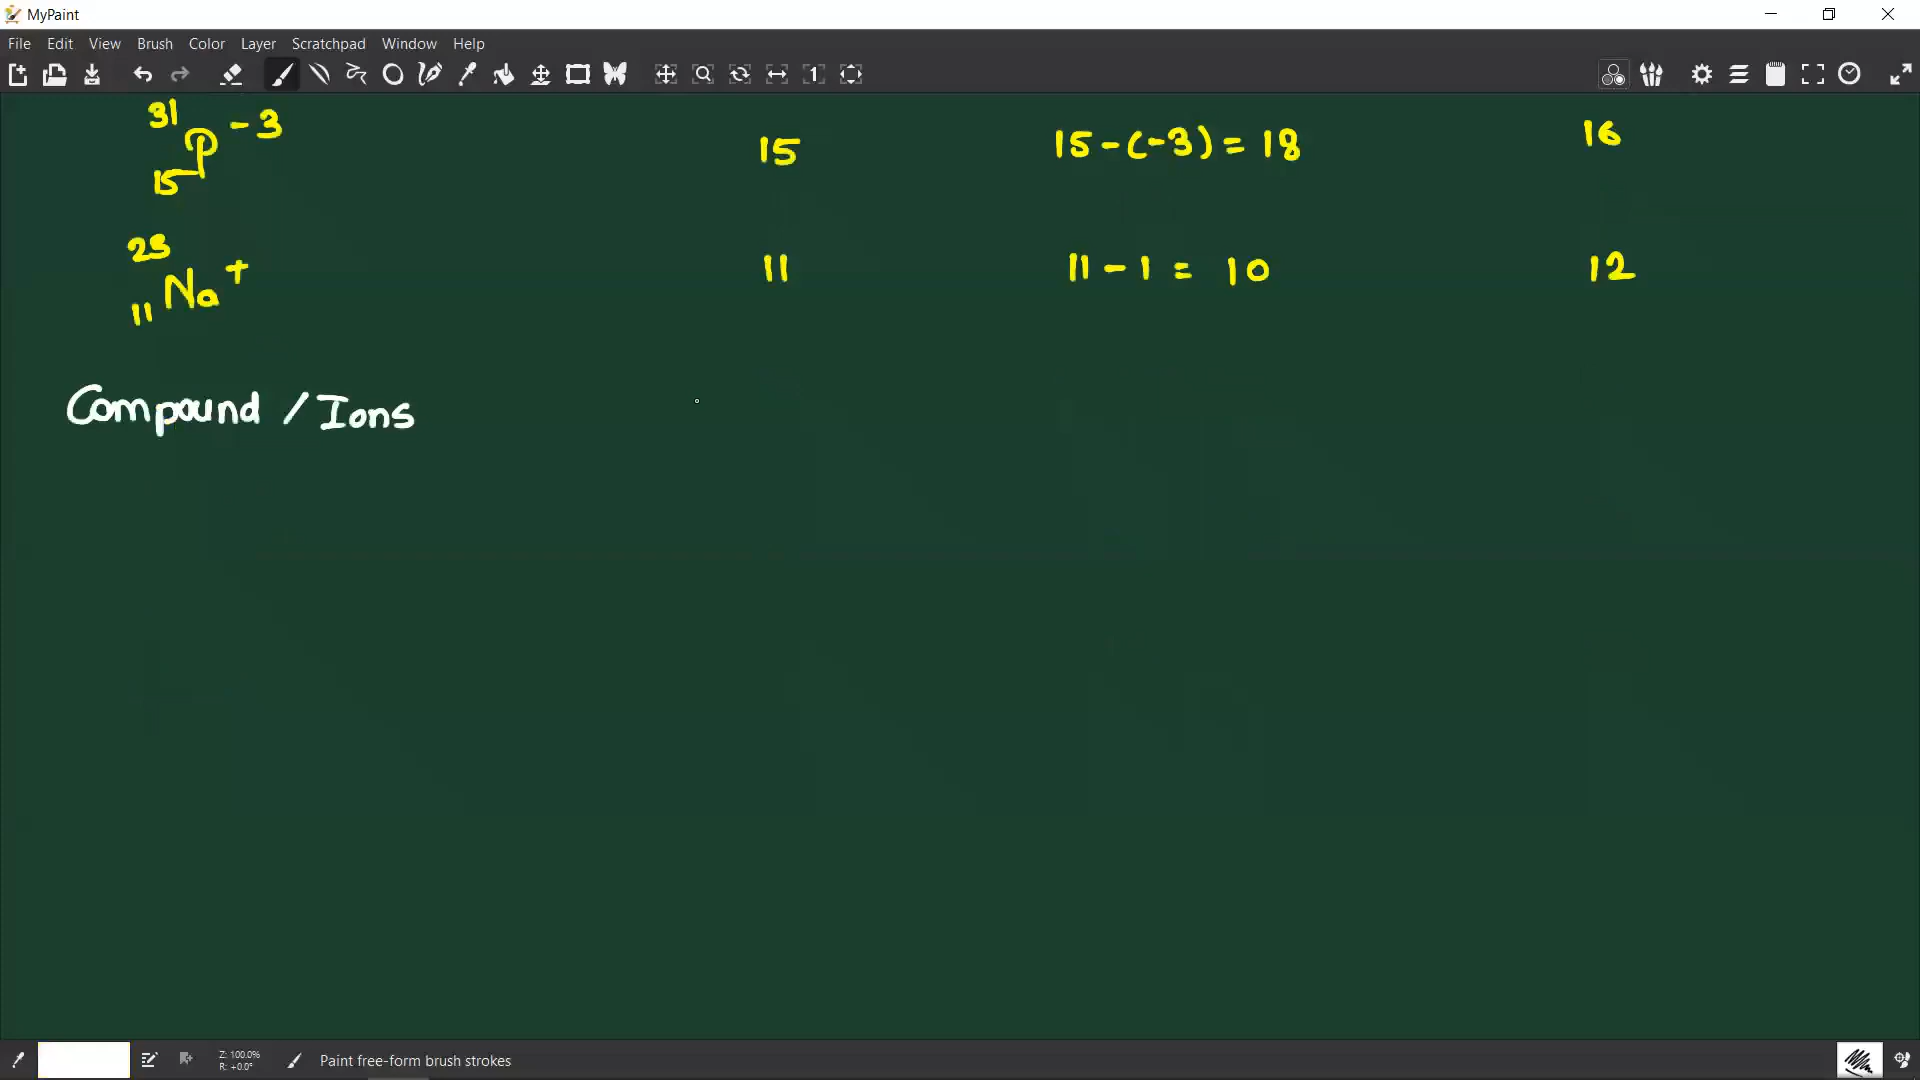 MyPaint
File Edit View Brush Color Layer Scratchpad Window Help
31
P -3 15 15-(-3) = 18 16
15
23
Na + 11 11 - 1 = 10 12
11
Compound / Ions
Z: 100.0%
R: +0.0°
Paint free-form brush strokes